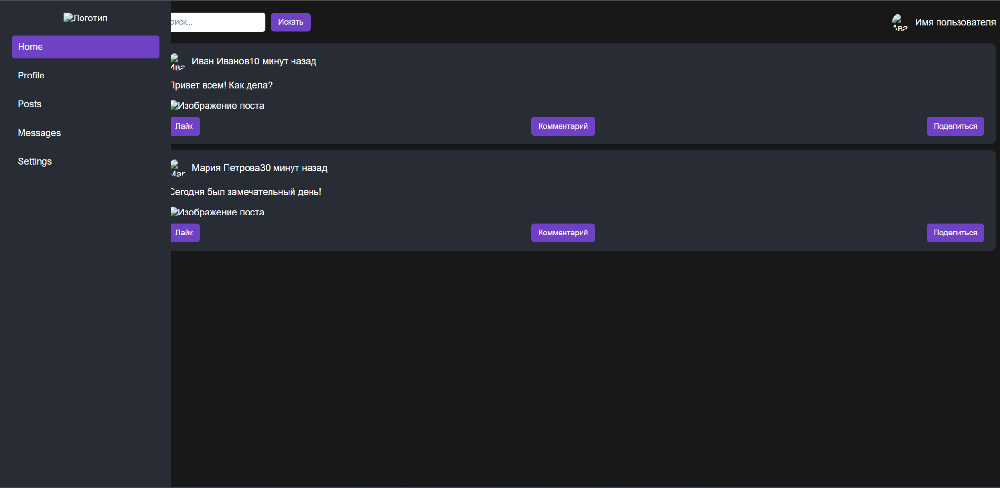 Логотип
Home
Profile
Posts
Messages
Settings
оиск...
Искать
Ава
Имя пользователя
Ива
Иван Иванов10 минут назад
Привет всем! Как дела?
Изображение поста
Лайк
Комментарий
Поделиться
Мар
Мария Петрова30 минут назад
Сегодня был замечательный день!
Изображение поста
Лайк
Комментарий
Поделиться